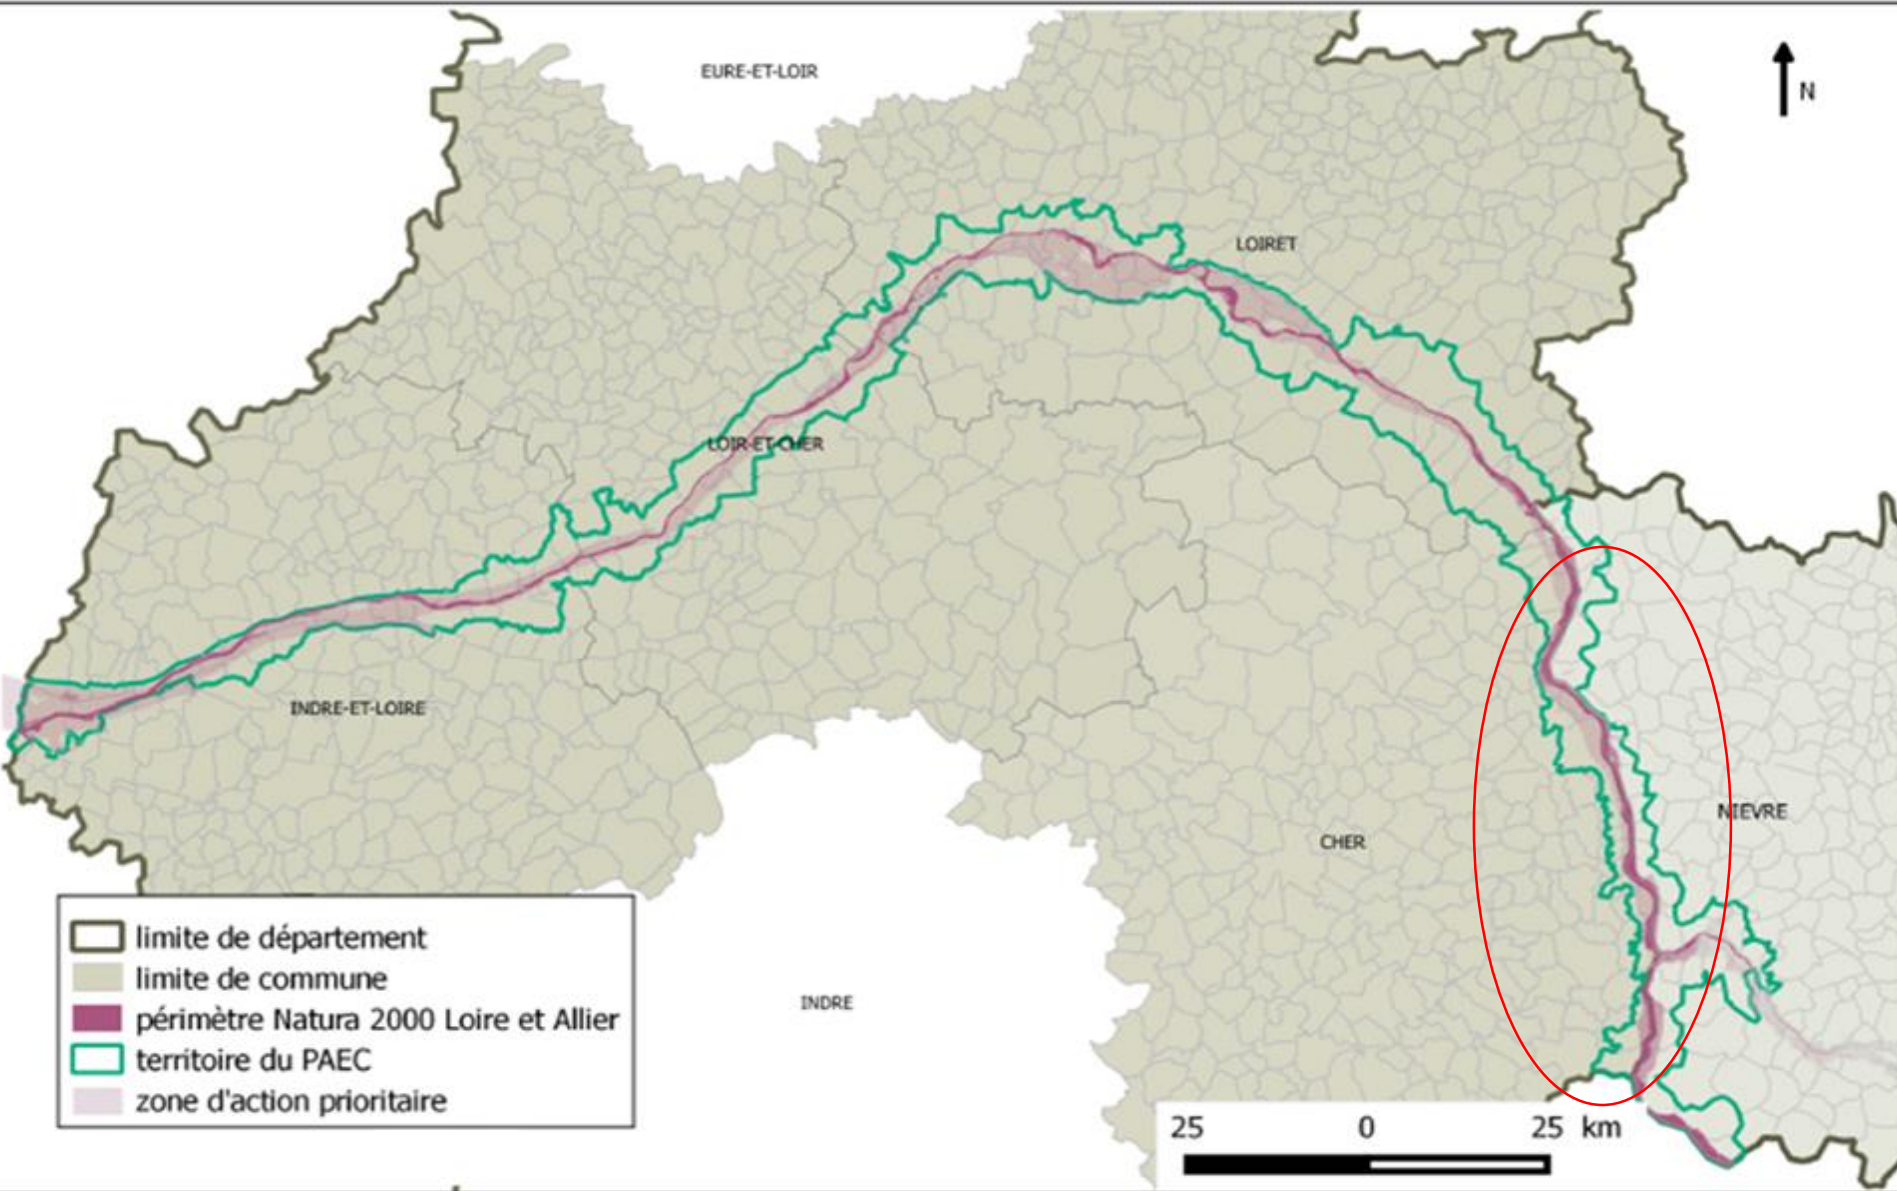 EURE-ET-LOIR
N
LOIRET
LOIR-ET-CHER
INDRE-ET-LOIRE
NIEVRE
CHER
INDRE
limite de département
limite de commune
périmètre Natura 2000 Loire et Allier
territoire du PAEC
zone d'action prioritaire
25 0 25 km